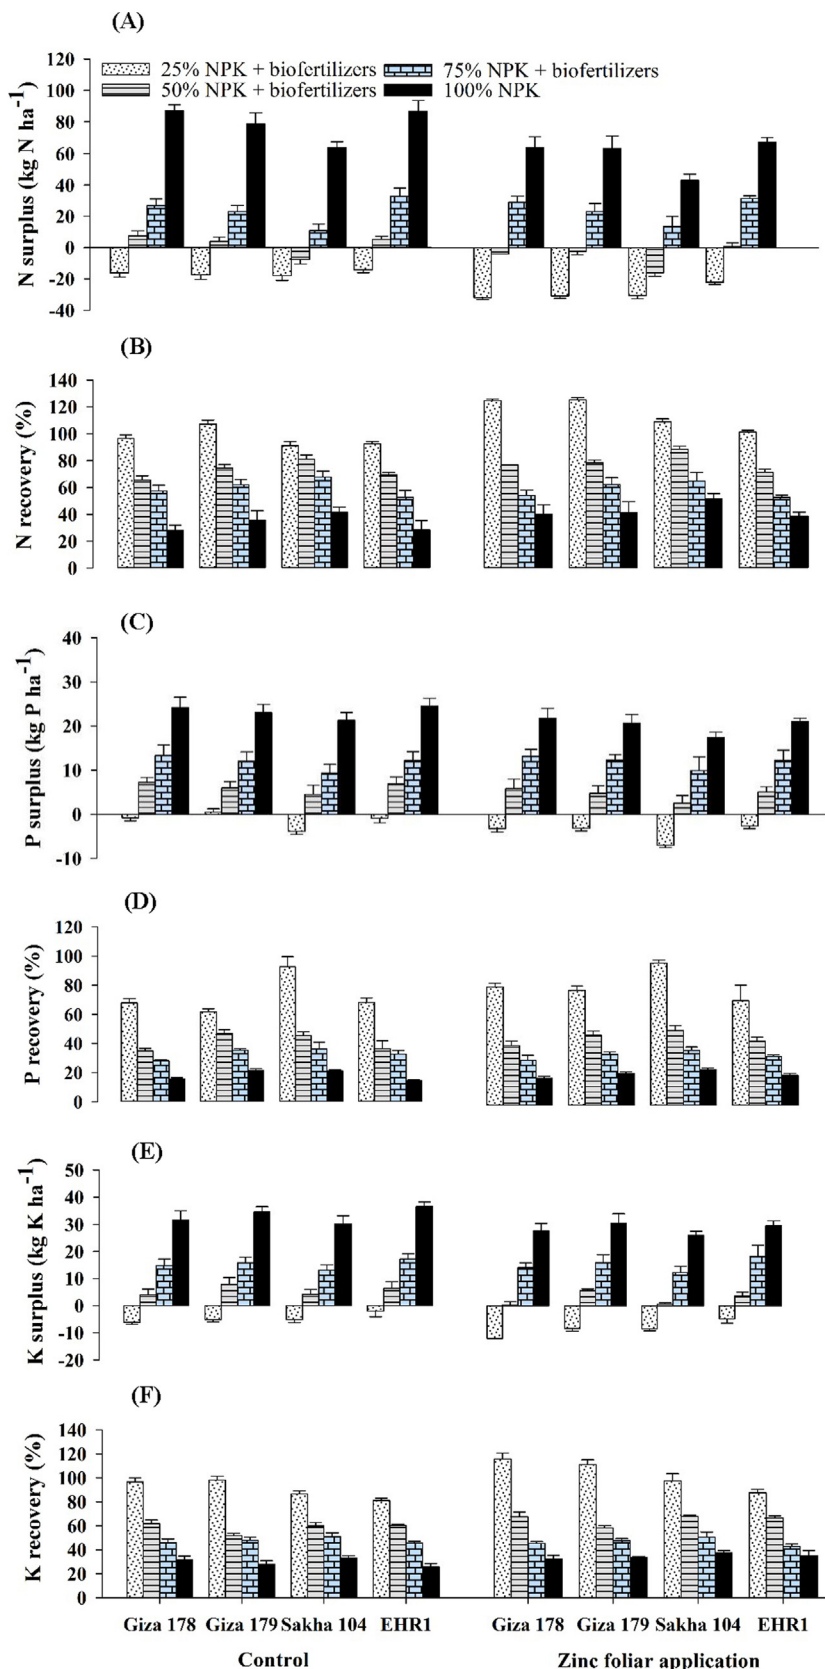 (A)
120
100
80
60
40
20
0
-20
-40
N surplus (kg N ha-1)
25% NPK + biofertilizers
75% NPK + biofertilizers
50% NPK + biofertilizers
100% NPK
(B)
140
120
100
80
60
40
20
0
N recovery (%)
(C)
40
30
20
10
0
-10
P surplus (kg P ha-1)
(D)
120
100
80
60
40
20
0
P recovery (%)
(E)
50
40
30
20
10
0
-10
-20
K surplus (kg K ha-1)
(F)
140
120
100
80
60
40
20
0
K recovery (%)
Giza 178 Giza 179 Sakha 104 EHR1 Giza 178 Giza 179 Sakha 104 EHR1
Control Zinc foliar application